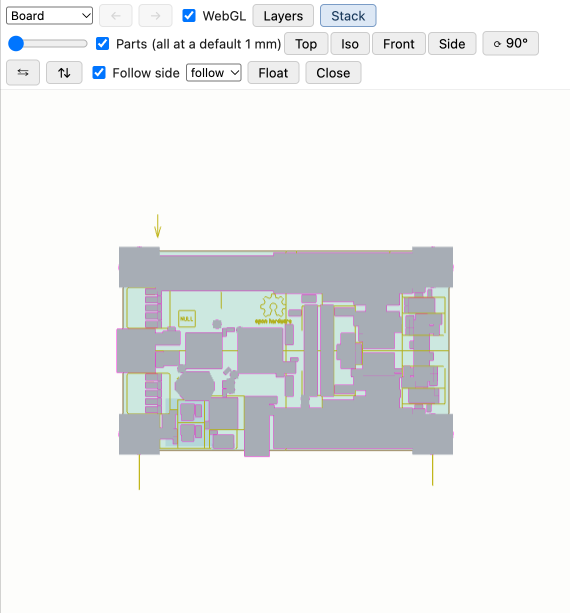 Board ← → WebGL Layers Stack
Parts (all at a default 1 mm) Top Iso Front Side ⟳ 90°
⇆ ⇅ Follow side follow Float Close
NULL
open hardware